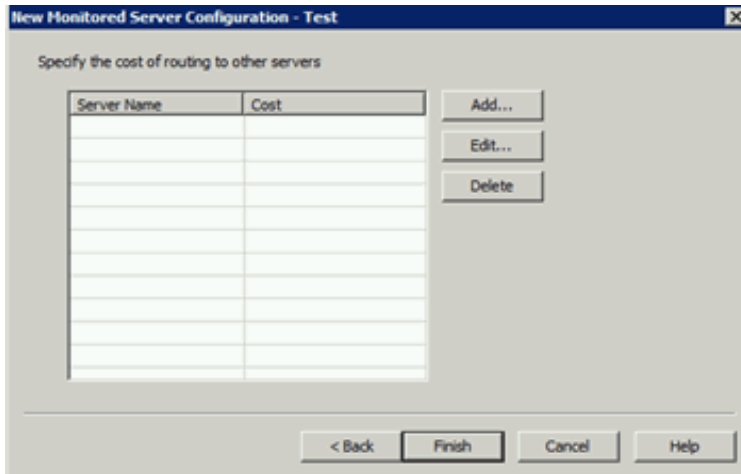 New Monitored Server Configuration - Test
Specify the cost of routing to other servers
Server Name Cost
Add...
Edit...
Delete
< Back Finish Cancel Help